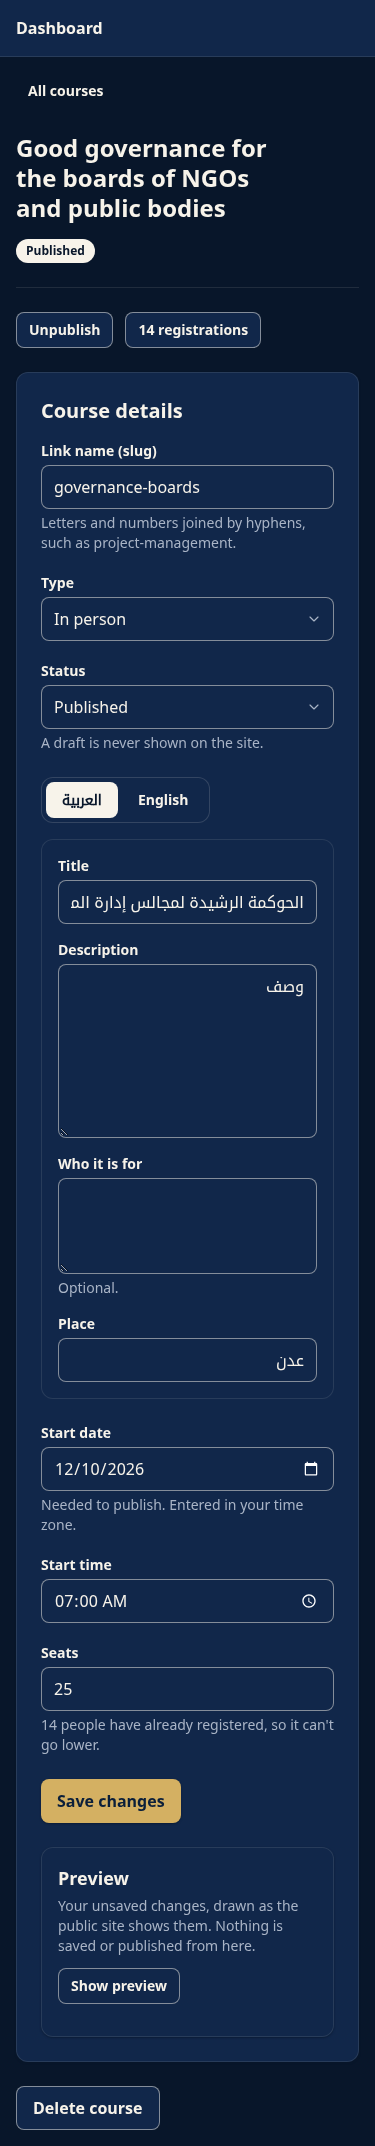 Dashboard
All courses
Good governance for
the boards of NGOs
and public bodies
Published
Unpublish
14 registrations
Course details
Link name (slug)
governance-boards
Letters and numbers joined by hyphens,
such as project-management.
Type
In person
Status
Published
A draft is never shown on the site.
العربية
English
Title
الحوكمة الرشيدة لمجالس إدارة الم
Description
وصف
Who it is for
Optional.
Place
عدن
Start date
12/10/2026
Needed to publish. Entered in your time
zone.
Start time
07:00 AM
Seats
25
14 people have already registered, so it can't
go lower.
Save changes
Preview
Your unsaved changes, drawn as the
public site shows them. Nothing is
saved or published from here.
Show preview
Delete course